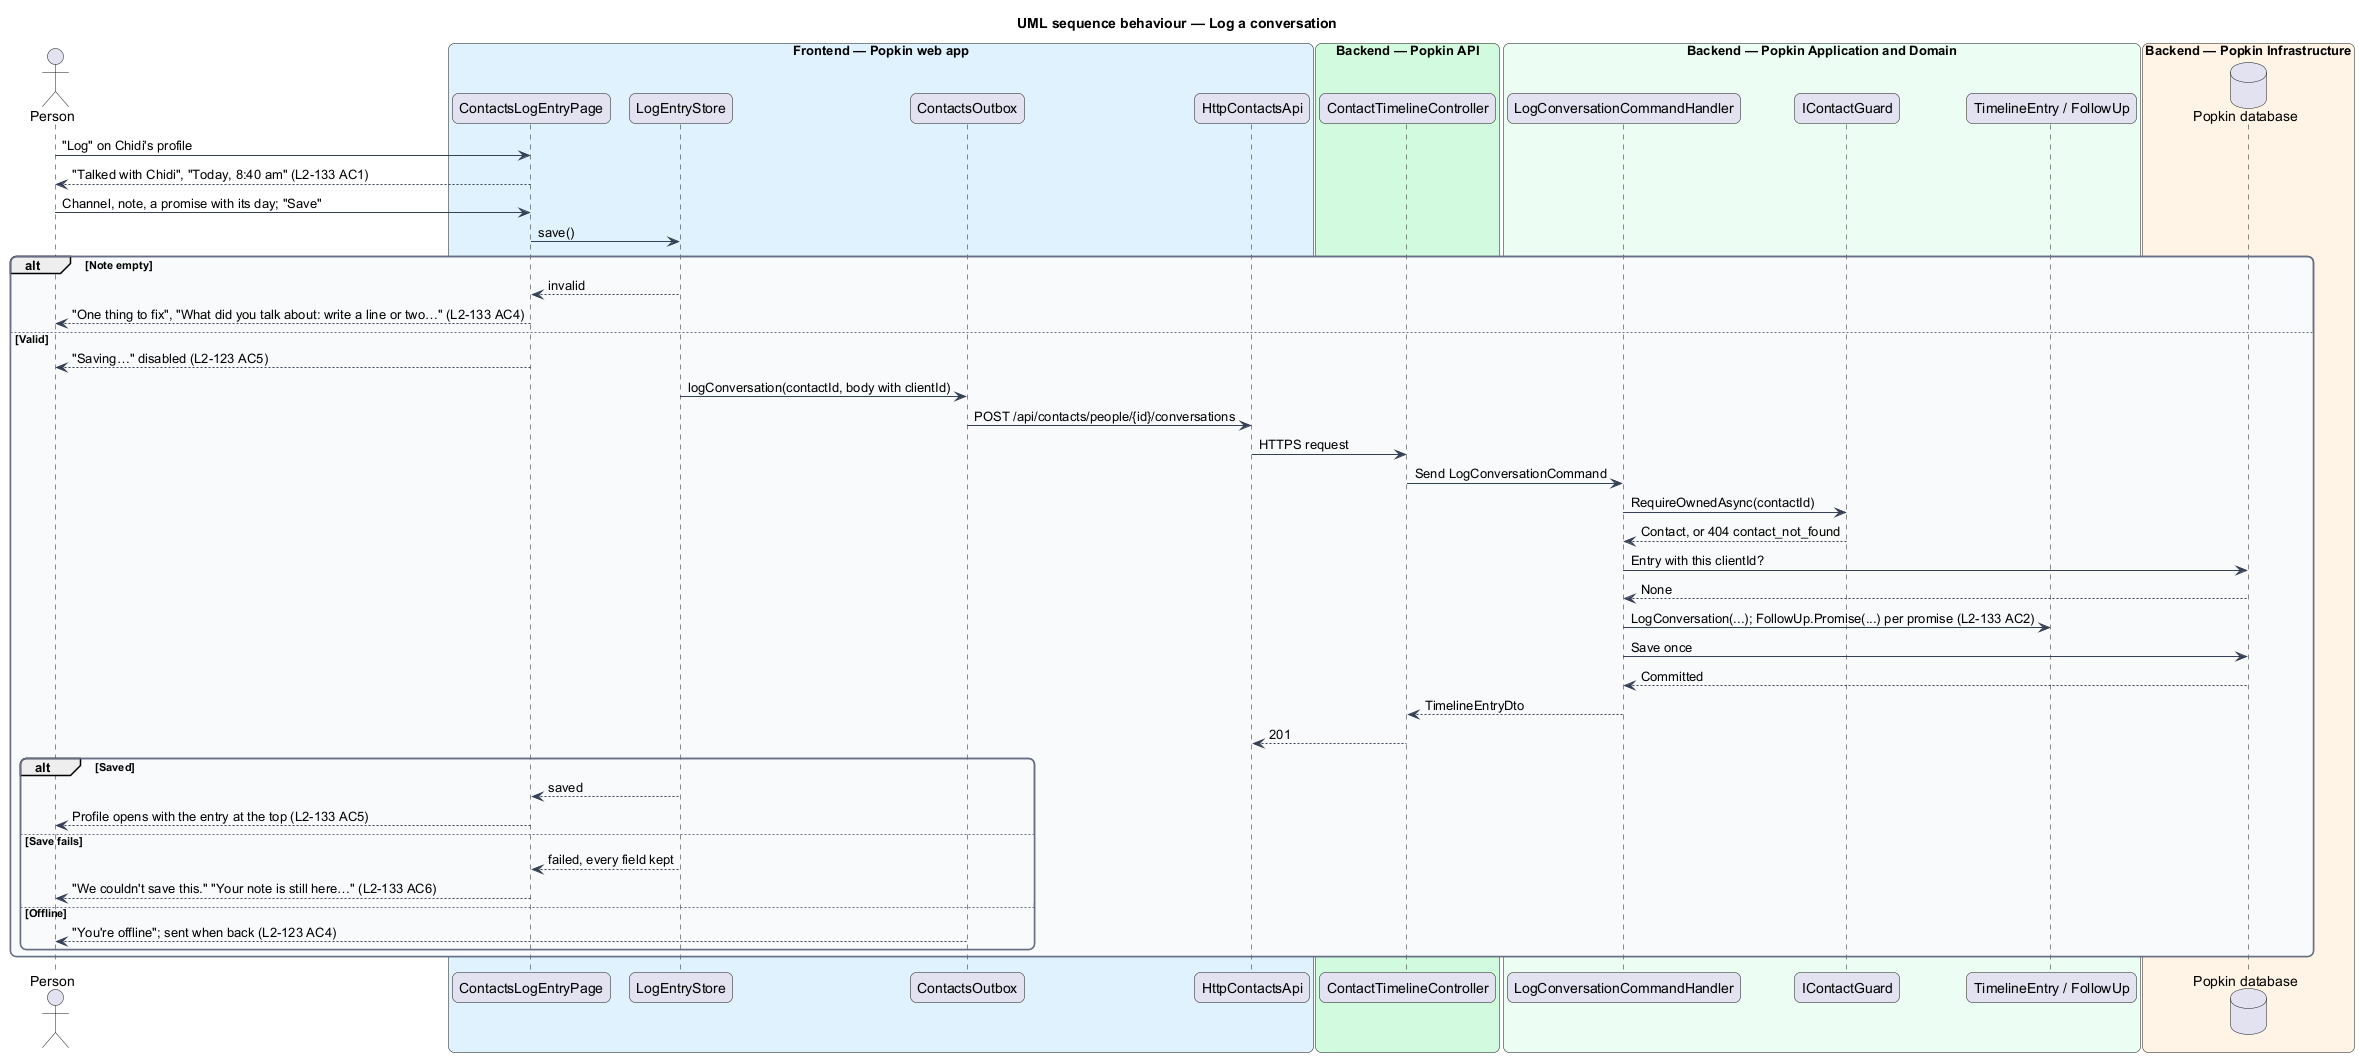 UML sequence behaviour — Log a conversation
Frontend — Popkin web app
Backend — Popkin API
Backend — Popkin Application and Domain
Backend — Popkin Infrastructure
Person
ContactsLogEntryPage
LogEntryStore
ContactsOutbox
HttpContactsApi
ContactTimelineController
LogConversationCommandHandler
IContactGuard
TimelineEntry / FollowUp
Popkin database
"Log" on Chidi's profile
"Talked with Chidi", "Today, 8:40 am" (L2-133 AC1)
Channel, note, a promise with its day; "Save"
save()
alt
[Note empty]
invalid
"One thing to fix", "What did you talk about: write a line or two…" (L2-133 AC4)
[Valid]
"Saving…" disabled (L2-123 AC5)
logConversation(contactId, body with clientId)
POST /api/contacts/people/{id}/conversations
HTTPS request
Send LogConversationCommand
RequireOwnedAsync(contactId)
Contact, or 404 contact_not_found
Entry with this clientId?
None
LogConversation(...); FollowUp.Promise(...) per promise (L2-133 AC2)
Save once
Committed
TimelineEntryDto
201
alt
[Saved]
saved
Profile opens with the entry at the top (L2-133 AC5)
[Save fails]
failed, every field kept
"We couldn't save this." "Your note is still here…" (L2-133 AC6)
[Offline]
"You're offline"; sent when back (L2-123 AC4)
Person
ContactsLogEntryPage
LogEntryStore
ContactsOutbox
HttpContactsApi
ContactTimelineController
LogConversationCommandHandler
IContactGuard
TimelineEntry / FollowUp
Popkin database